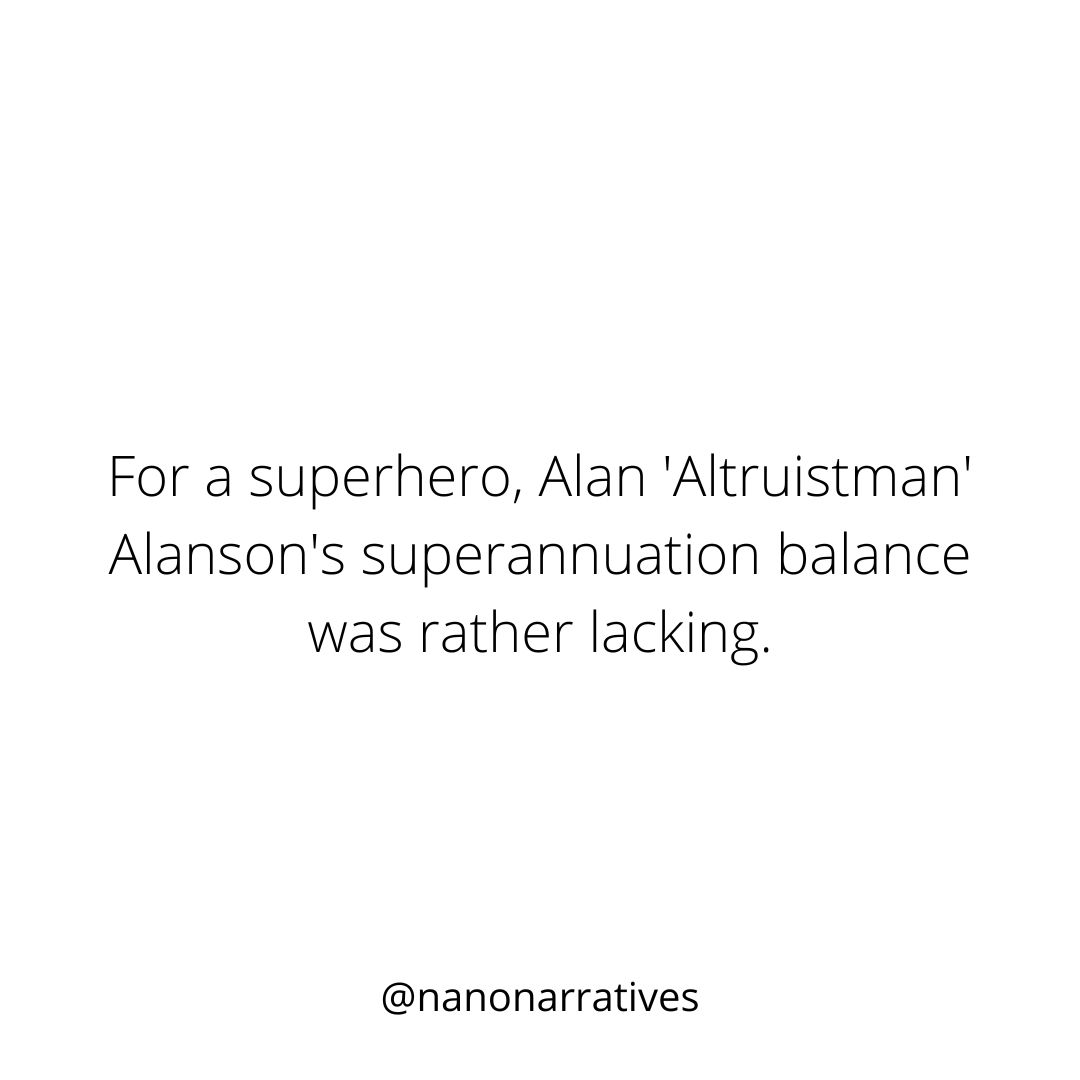 For a superhero, Alan 'Altruistman'
Alanson's superannuation balance
was rather lacking.
@nanonarratives